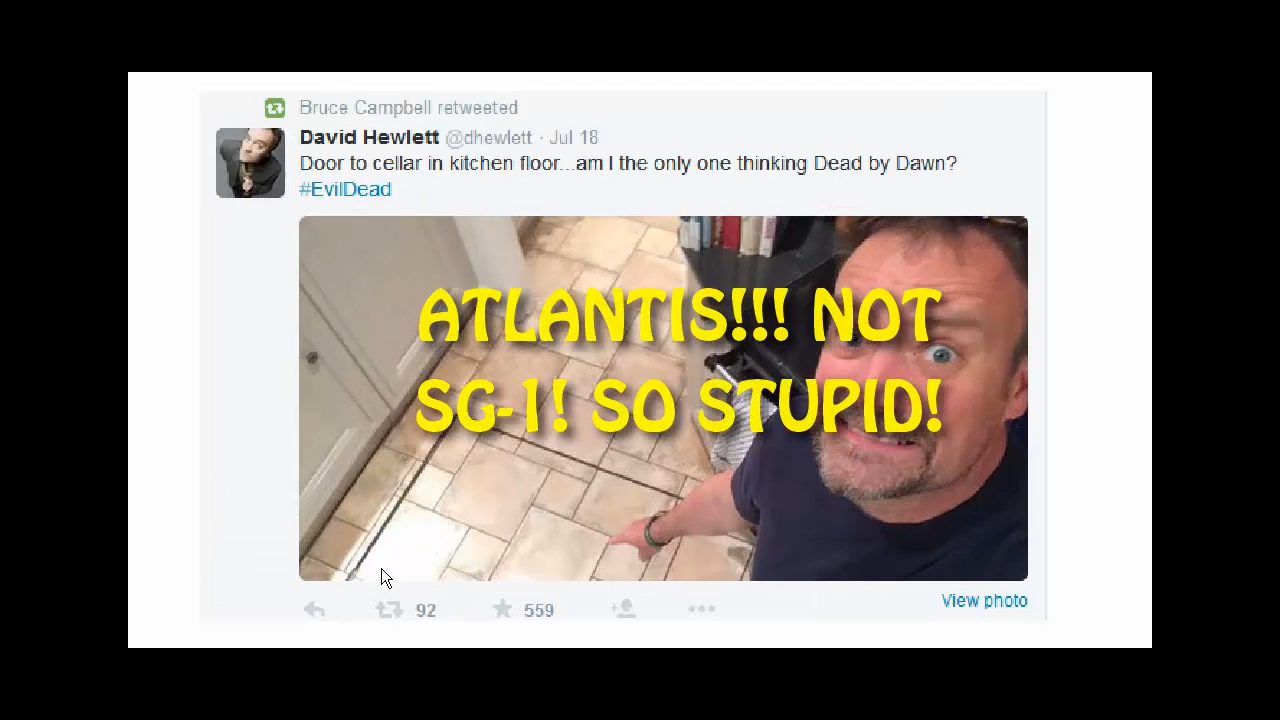 Bruce Campbell retweeted
David Hewlett @dhewlett · Jul 18
Door to cellar in kitchen floor...am I the only one thinking Dead by Dawn?
#EvilDead
ATLANTIS!!! NOT
SG-1! SO STUPID!
View photo
92 559